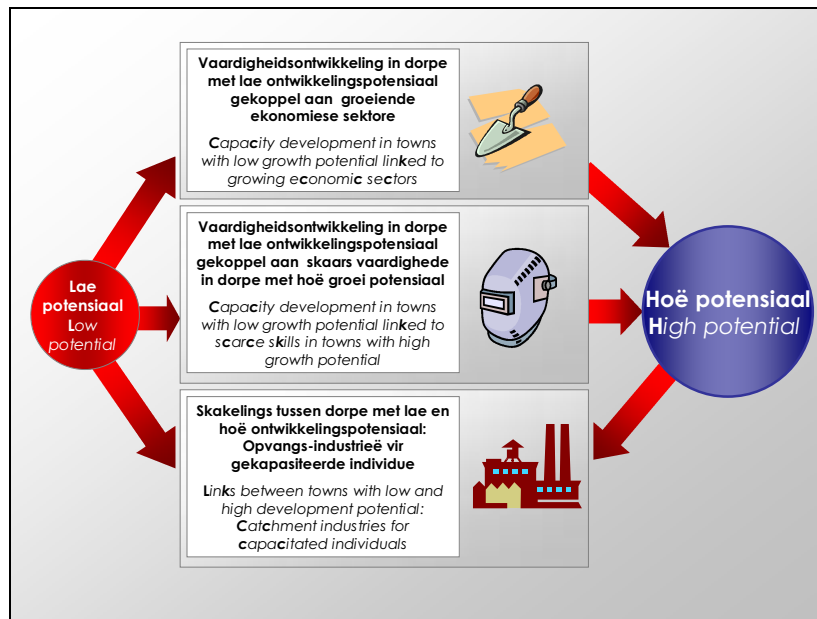 Vaardigheidsontwikkeling in dorpe
met lae ontwikkelingspotensiaal
gekoppel aan groeiende
ekonomiese sektore
Capacity development in towns
with low growth potential linked to
growing economic sectors
Vaardigheidsontwikkeling in dorpe
met lae ontwikkelingspotensiaal
gekoppel aan skaars vaardighede
in dorpe met hoë groei potensiaal
Capacity development in towns
with low growth potential linked to
scarce skills in towns with high
growth potential
Lae
potensiaal
Low
potential
Hoë potensiaal
High potential
Skakelings tussen dorpe met lae en
hoë ontwikkelingspotensiaal:
Opvangs-industrieë vir
gekapasiteerde individue
Links between towns with low and
high development potential:
Catchment industries for
capacitated individuals